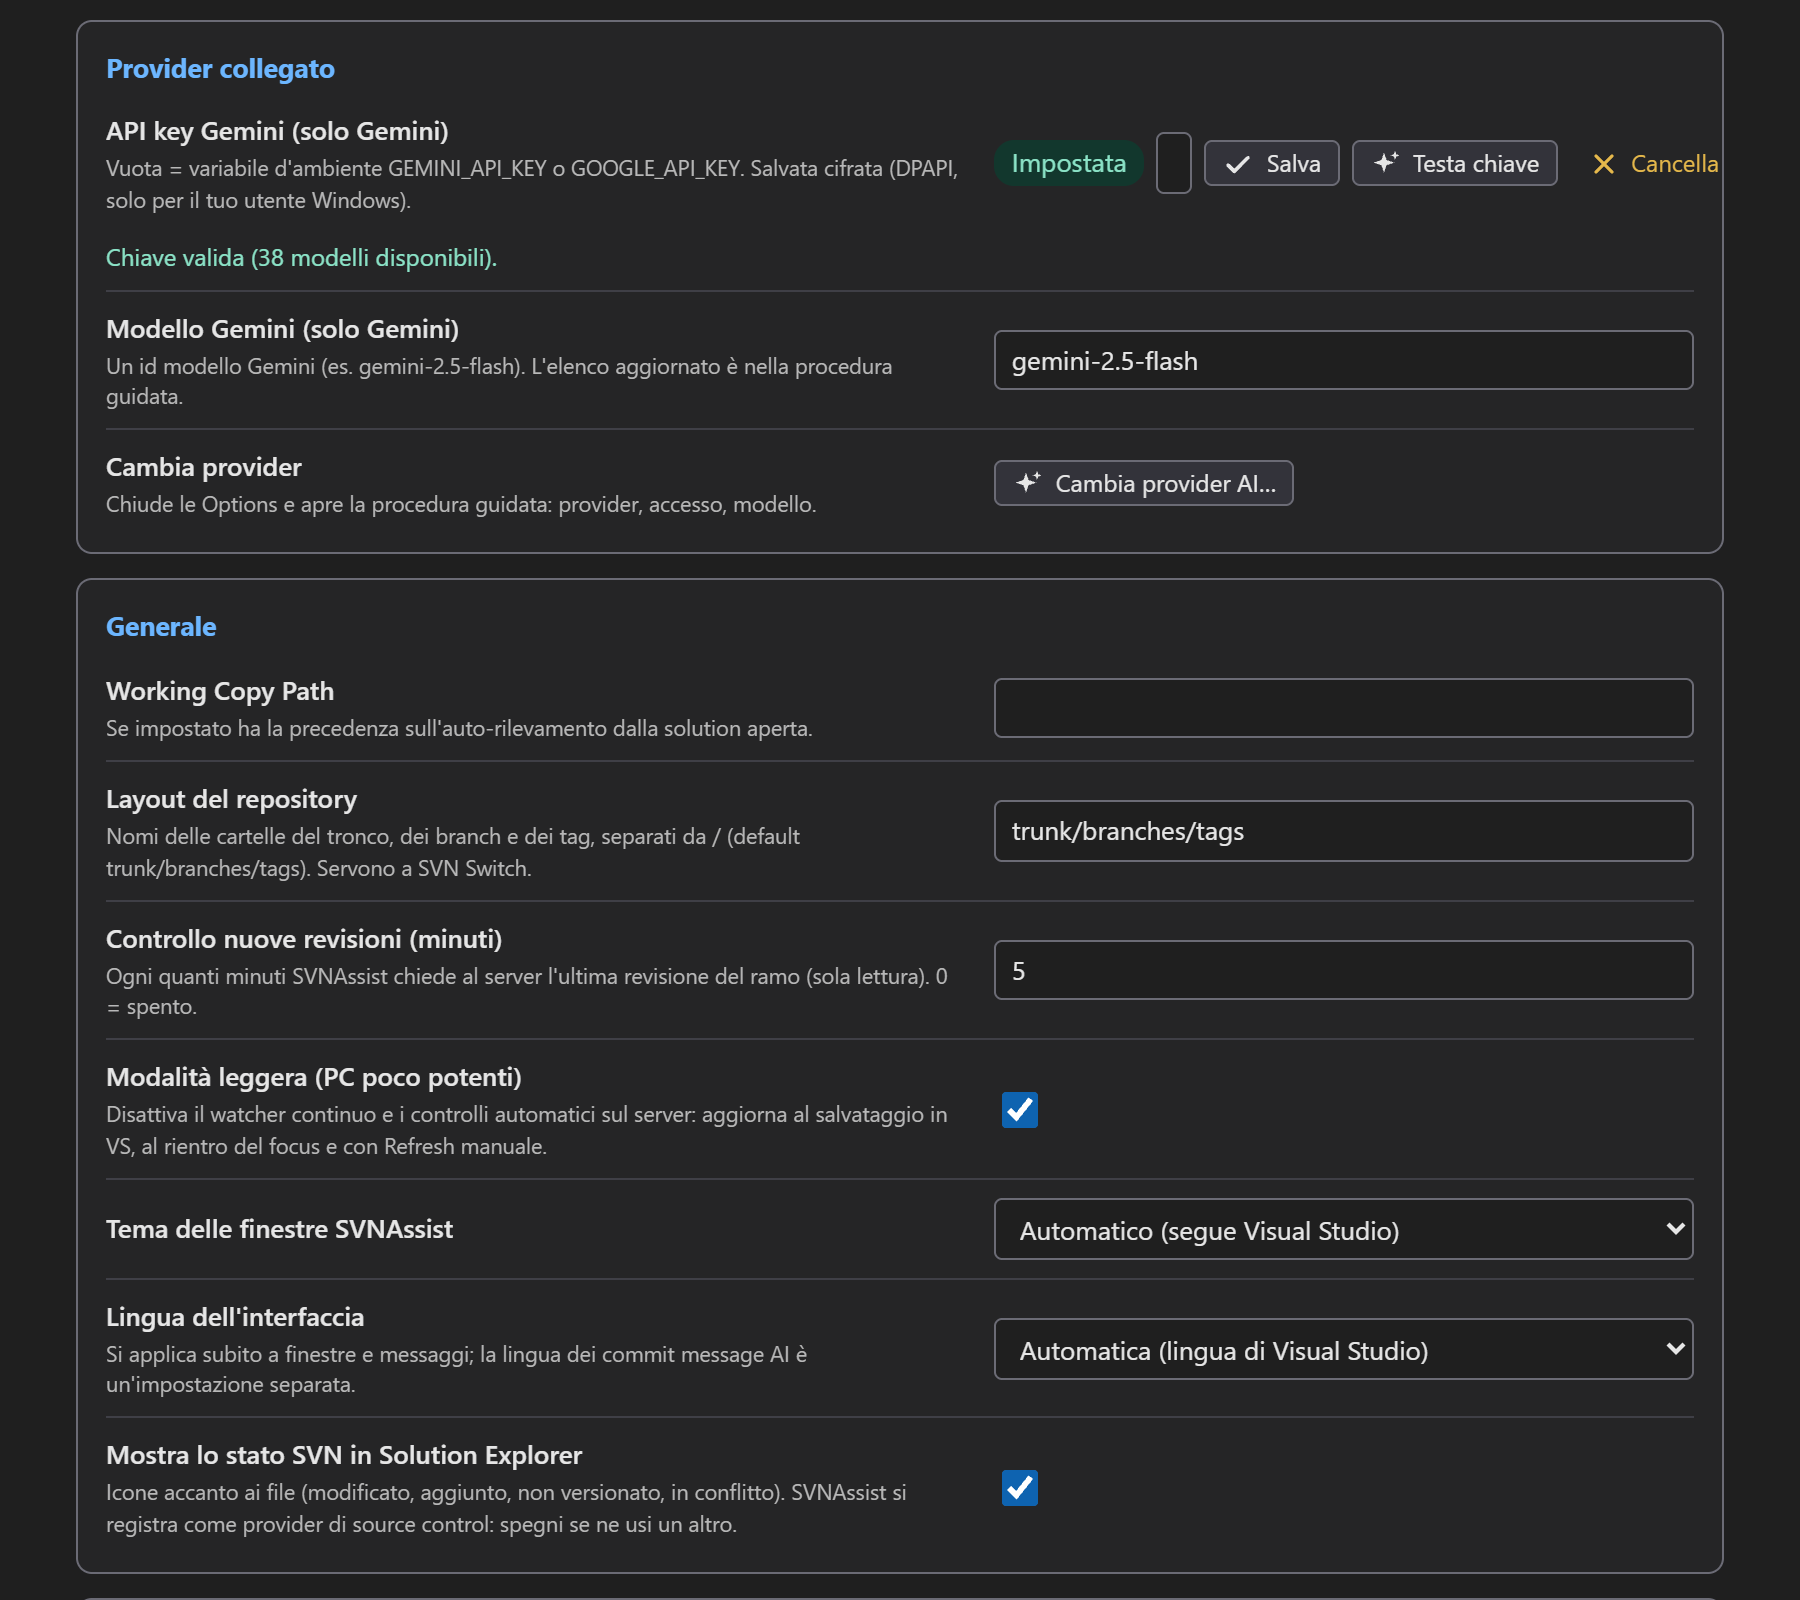 Provider collegato
API key Gemini (solo Gemini)
Vuota = variabile d'ambiente GEMINI_API_KEY o GOOGLE_API_KEY. Salvata cifrata (DPAPI,
solo per il tuo utente Windows).
Impostata
Salva
Testa chiave
Cancella
Chiave valida (38 modelli disponibili).
Modello Gemini (solo Gemini)
Un id modello Gemini (es. gemini-2.5-flash). L'elenco aggiornato è nella procedura
guidata.
gemini-2.5-flash
Cambia provider
Chiude le Options e apre la procedura guidata: provider, accesso, modello.
Cambia provider AI...
Generale
Working Copy Path
Se impostato ha la precedenza sull'auto-rilevamento dalla solution aperta.
Layout del repository
Nomi delle cartelle del tronco, dei branch e dei tag, separati da / (default
trunk/branches/tags). Servono a SVN Switch.
trunk/branches/tags
Controllo nuove revisioni (minuti)
Ogni quanti minuti SVNAssist chiede al server l'ultima revisione del ramo (sola lettura). 0
= spento.
5
Modalità leggera (PC poco potenti)
Disattiva il watcher continuo e i controlli automatici sul server: aggiorna al salvataggio in
VS, al rientro del focus e con Refresh manuale.
Tema delle finestre SVNAssist
Automatico (segue Visual Studio)
Lingua dell'interfaccia
Si applica subito a finestre e messaggi; la lingua dei commit message AI è
un'impostazione separata.
Automatica (lingua di Visual Studio)
Mostra lo stato SVN in Solution Explorer
Icone accanto ai file (modificato, aggiunto, non versionato, in conflitto). SVNAssist si
registra come provider di source control: spegni se ne usi un altro.